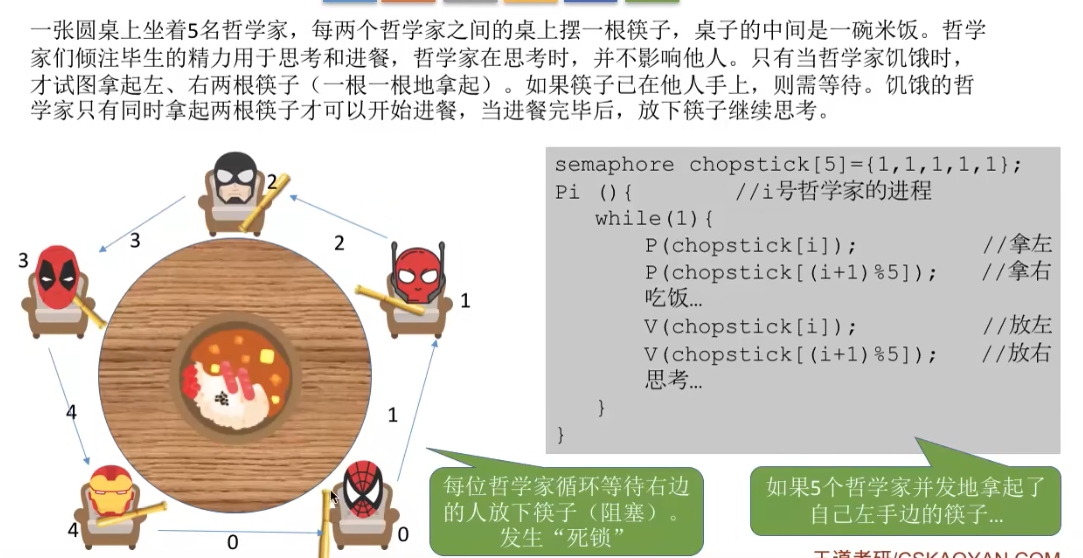 一张圆桌上坐着5名哲学家，每两个哲学家之间的桌上摆一根筷子，桌子的中间是一碗米饭。哲学
家们倾注毕生的精力用于思考和进餐，哲学家在思考时，并不影响他人。只有当哲学家饥饿时，
才试图拿起左、右两根筷子（一根一根地拿起）。如果筷子已在他人手上，则需等待。饥饿的哲
学家只有同时拿起两根筷子才可以开始进餐，当进餐完毕后，放下筷子继续思考。
2
3
2
3
1
4
1
4
0
0
semaphore chopstick[5]={1,1,1,1,1};
Pi (){ //i号哲学家的进程
while(1){
P(chopstick[i]); //拿左
P(chopstick[(i+1)%5]); //拿右
吃饭…
V(chopstick[i]); //放左
V(chopstick[(i+1)%5]); //放右
思考…
}
}
每位哲学家循环等待右边
的人放下筷子（阻塞）。
发生“死锁”
如果5个哲学家并发地拿起了
自己左手边的筷子…